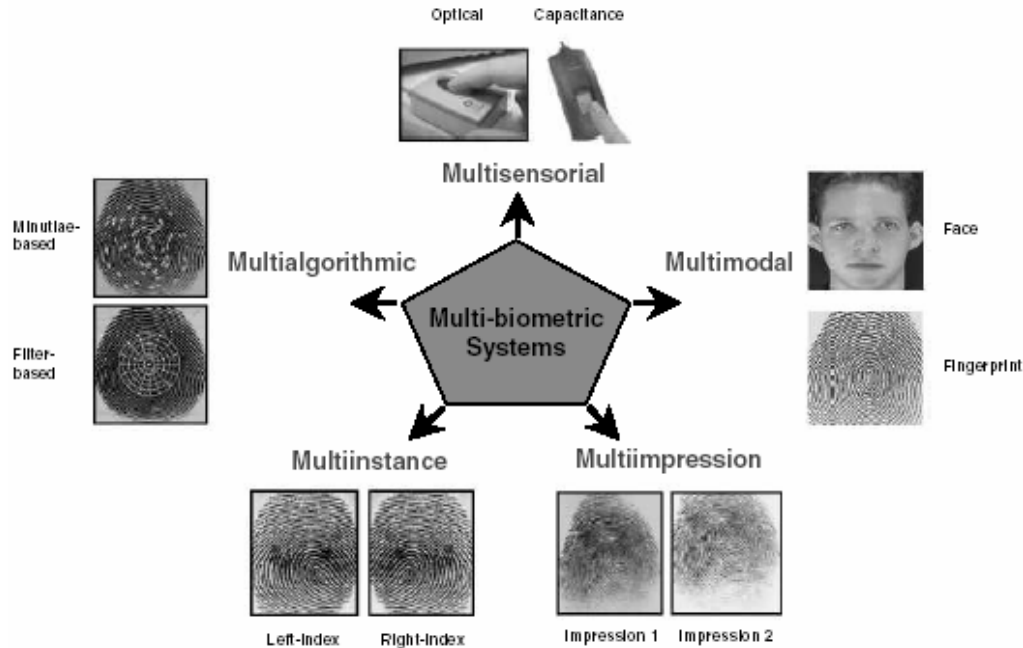 Optical
Capacitance
Multisensorial
Minutiae-
based
Multialgorithmic
Multimodal
Face
Multi-biometric
Systems
Filter-
based
Fingerprint
Multiinstance
Multiimpression
Left-Index
Right-Index
Impression 1
Impression 2